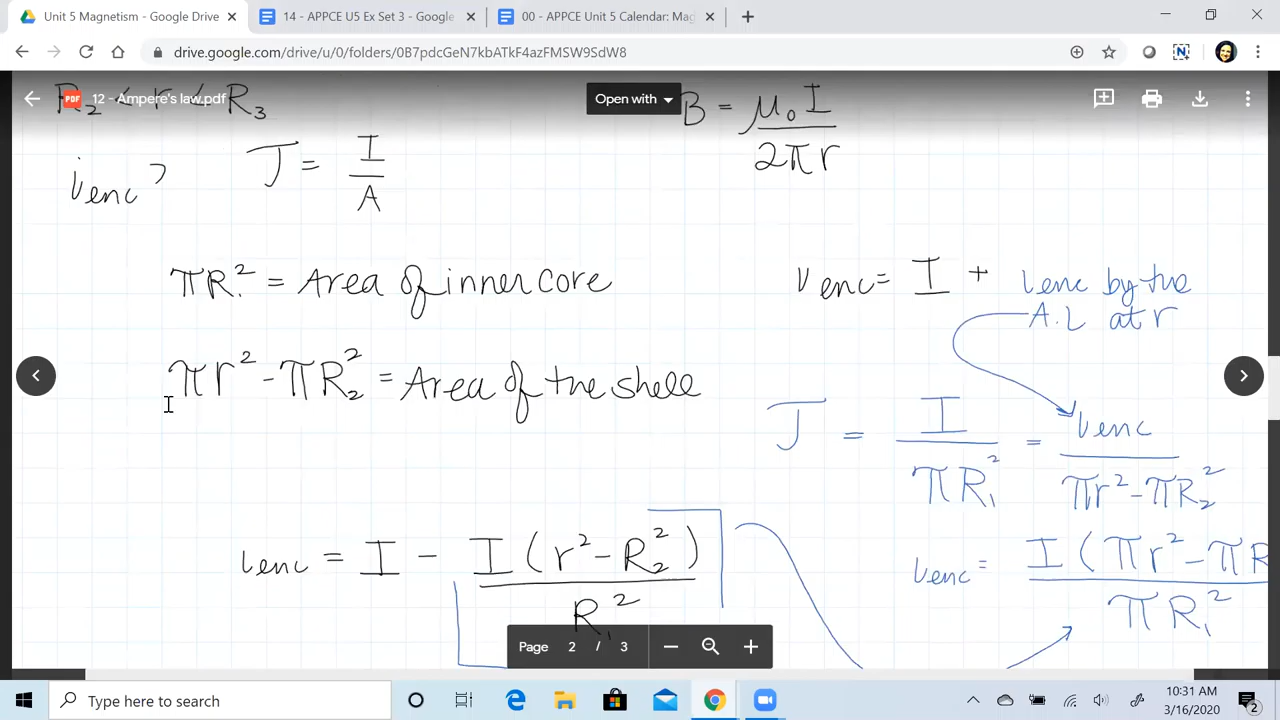 Unit 5 Magnetism - Google Drive
14 - APPCE U5 Ex Set 3 - Googl
00 - APPCE Unit 5 Calendar: Mag
drive.google.com/drive/u/0/folders/0B7pdcGeN7kbATkF4azFMSW9SdW8
R₂ < r < R₃
PDF 12 - Ampere's law.pdf
Open with
B = μ₀I / 2πr
ienc ? J = I / A
πR₁² = Area of inner core
ienc = I + ienc by the
A.L at r
πr² - πR₂² = Area of the shell
J = I / πR₁² = ienc / πr² - πR₂²
ienc = I - I(r² - R₂²) / R₁²
ienc = I(πr² - πR / πR₁²
Page 2 / 3
Type here to search
10:31 AM
3/16/2020
2